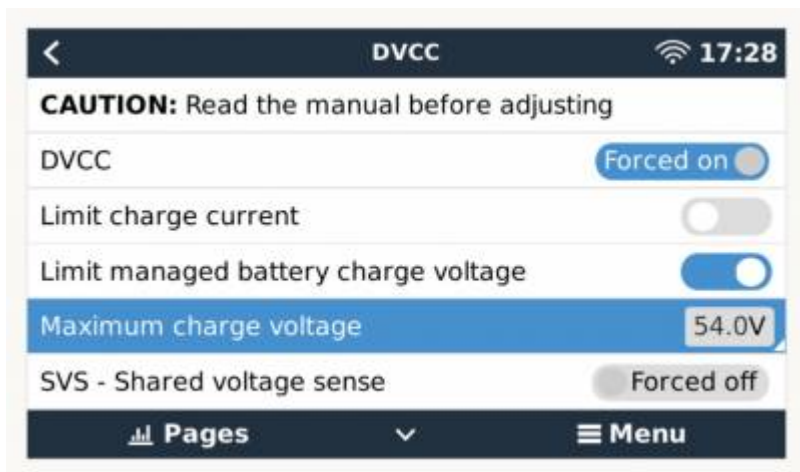 DVCC 17:28
CAUTION: Read the manual before adjusting
DVCC Forced on
Limit charge current
Limit managed battery charge voltage
Maximum charge voltage 54.0V
SVS - Shared voltage sense Forced off
Pages Menu